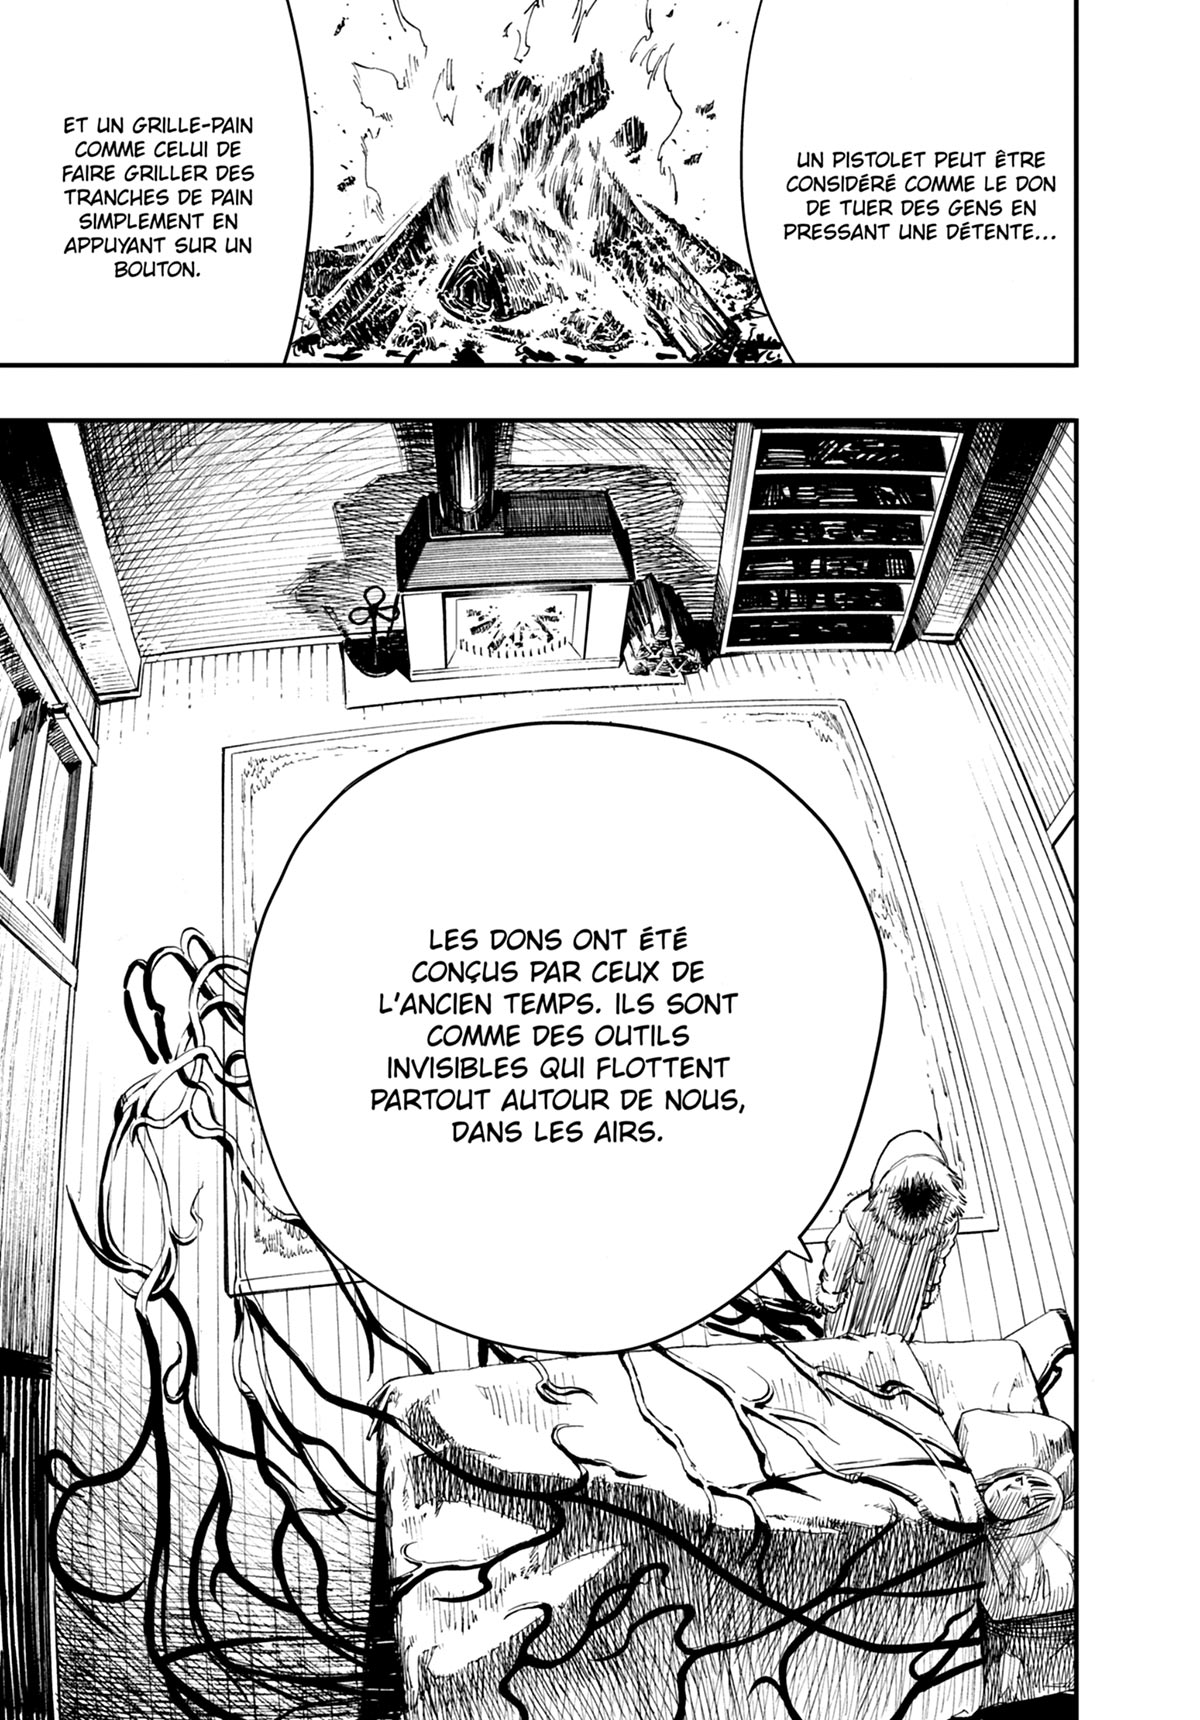 UN PISTOLET PEUT ÊTRE
CONSIDÉRÉ COMME LE DON
DE TUER DES GENS EN
PRESSANT UNE DÉTENTE...
ET UN GRILLE-PAIN
COMME CELUI DE
FAIRE GRILLER DES
TRANCHES DE PAIN
SIMPLEMENT EN
APPUYANT SUR UN
BOUTON.
LES DONS ONT ÉTÉ
CONÇUS PAR CEUX DE
L'ANCIEN TEMPS. ILS SONT
COMME DES OUTILS
INVISIBLES QUI FLOTTENT
PARTOUT AUTOUR DE NOUS,
DANS LES AIRS.